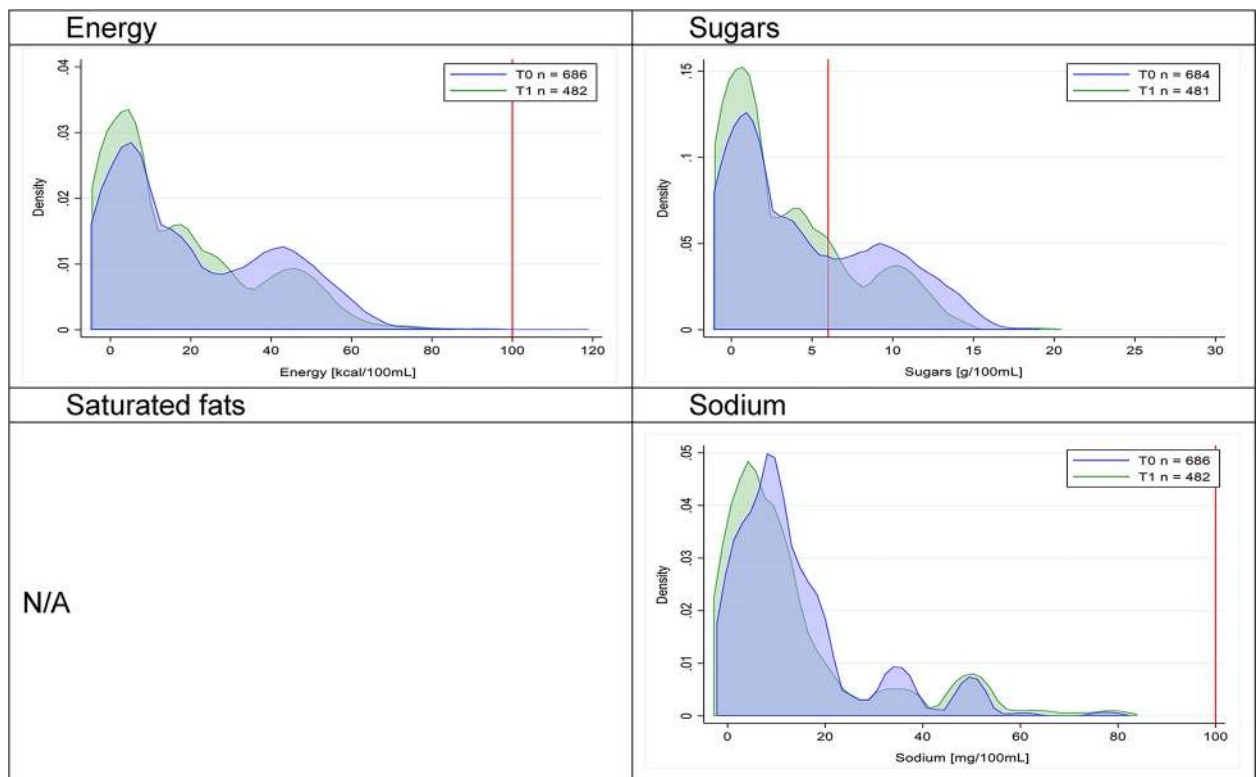 Energy
T0 n = 686
T1 n = 482
Density
.04
.03
.02
.01
0
0 20 40 60 80 100 120
Energy [kcal/100mL]
Sugars
T0 n = 684
T1 n = 481
Density
.15
.1
.05
0
0 5 10 15 20 25 30
Sugars [g/100mL]
Saturated fats
N/A
Sodium
T0 n = 686
T1 n = 482
Density
.05
.04
.03
.02
.01
0
0 20 40 60 80 100
Sodium [mg/100mL]